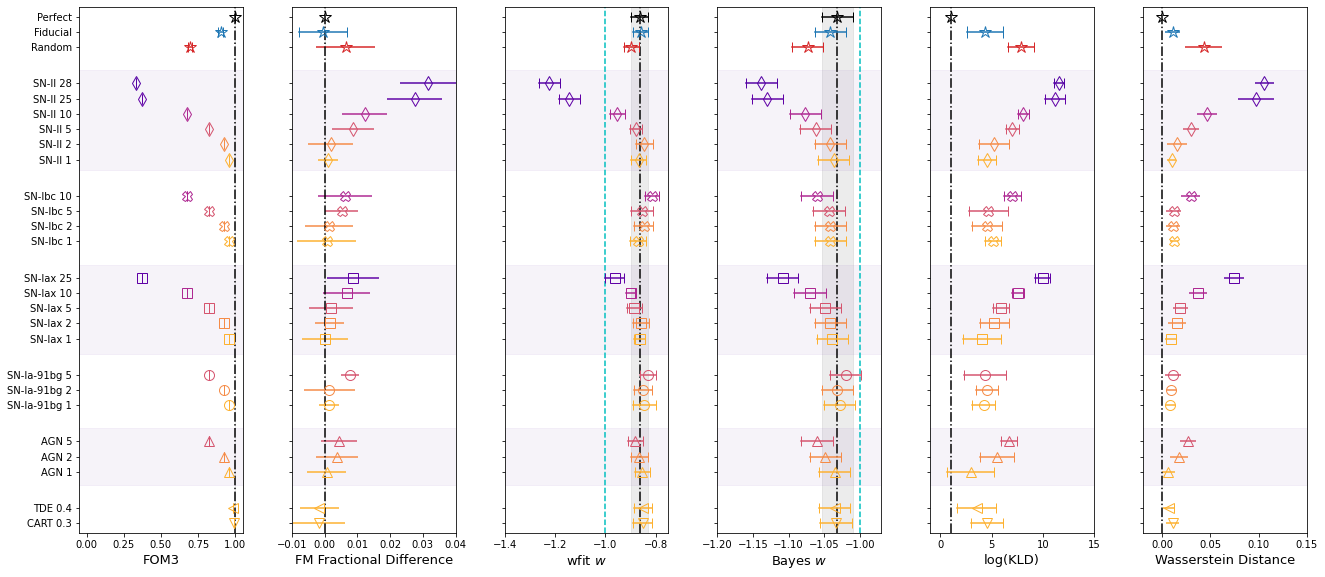 Perfect
Fiducial
Random
SN-II 28
SN-II 25
SN-II 10
SN-II 5
SN-II 2
SN-II 1
SN-Ibc 10
SN-Ibc 5
SN-Ibc 2
SN-Ibc 1
SN-Iax 25
SN-Iax 10
SN-Iax 5
SN-Iax 2
SN-Iax 1
SN-Ia-91bg 5
SN-Ia-91bg 2
SN-Ia-91bg 1
AGN 5
AGN 2
AGN 1
TDE 0.4
CART 0.3
0.00 0.25 0.50 0.75 1.00
FOM3
−0.01 0.00 0.01 0.02 0.03 0.04
FM Fractional Difference
−1.4 −1.2 −1.0 −0.8
wfit w
−1.20 −1.15 −1.10 −1.05 −1.00
Bayes w
0 5 10 15
log(KLD)
0.00 0.05 0.10 0.15
Wasserstein Distance